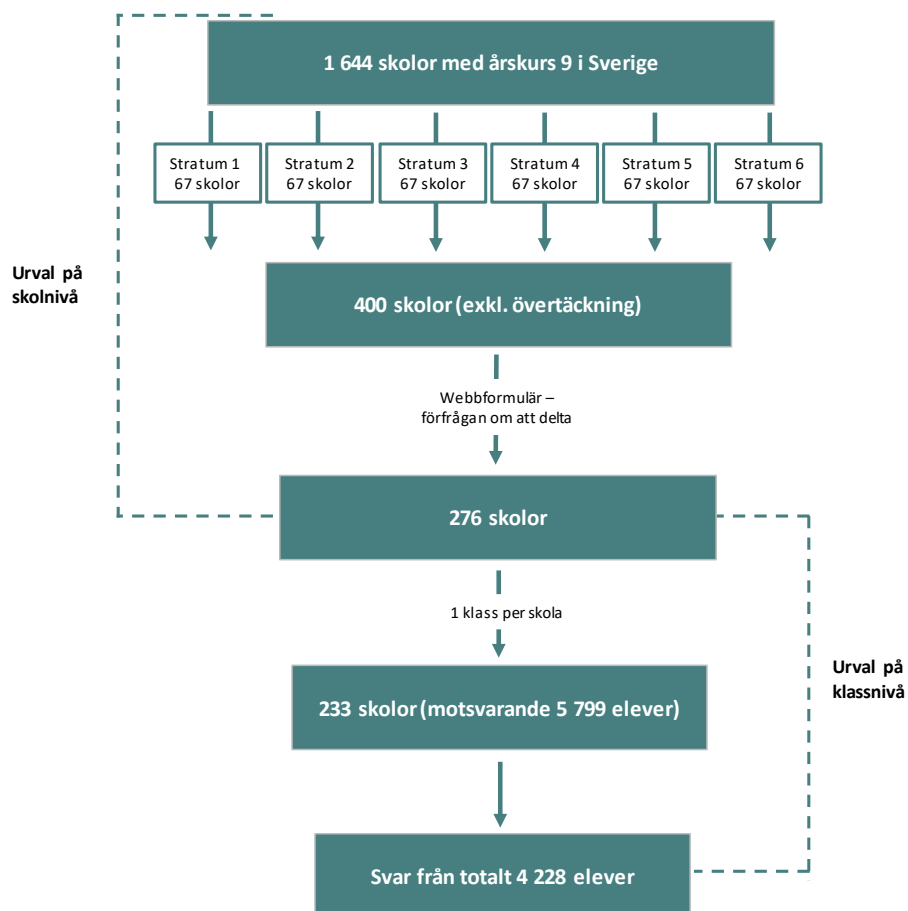 1 644 skolor med årskurs 9 i Sverige
Stratum 1
67 skolor
Stratum 2
67 skolor
Stratum 3
67 skolor
Stratum 4
67 skolor
Stratum 5
67 skolor
Stratum 6
67 skolor
Urval på
skolnivå
400 skolor (exkl. övertäckning)
Webbformulär –
förfrågan om att delta
276 skolor
1 klass per skola
Urval på
klassnivå
233 skolor (motsvarande 5 799 elever)
Svar från totalt 4 228 elever